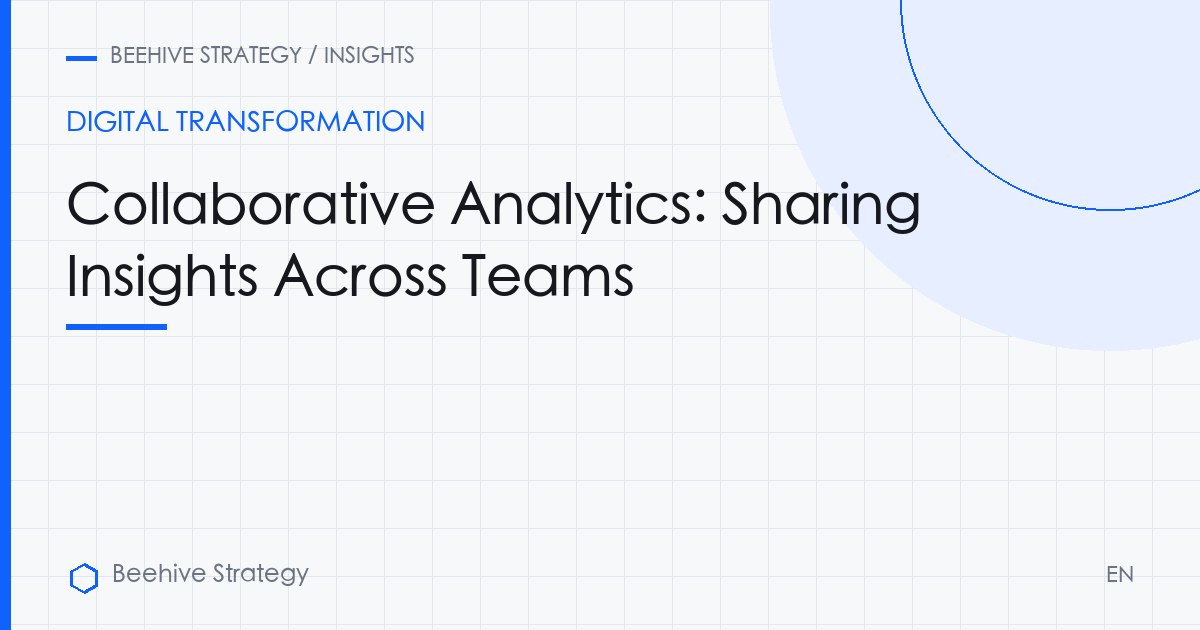 BEEHIVE STRATEGY / INSIGHTS
DIGITAL TRANSFORMATION
Collaborative Analytics: Sharing
Insights Across Teams
Beehive Strategy
EN